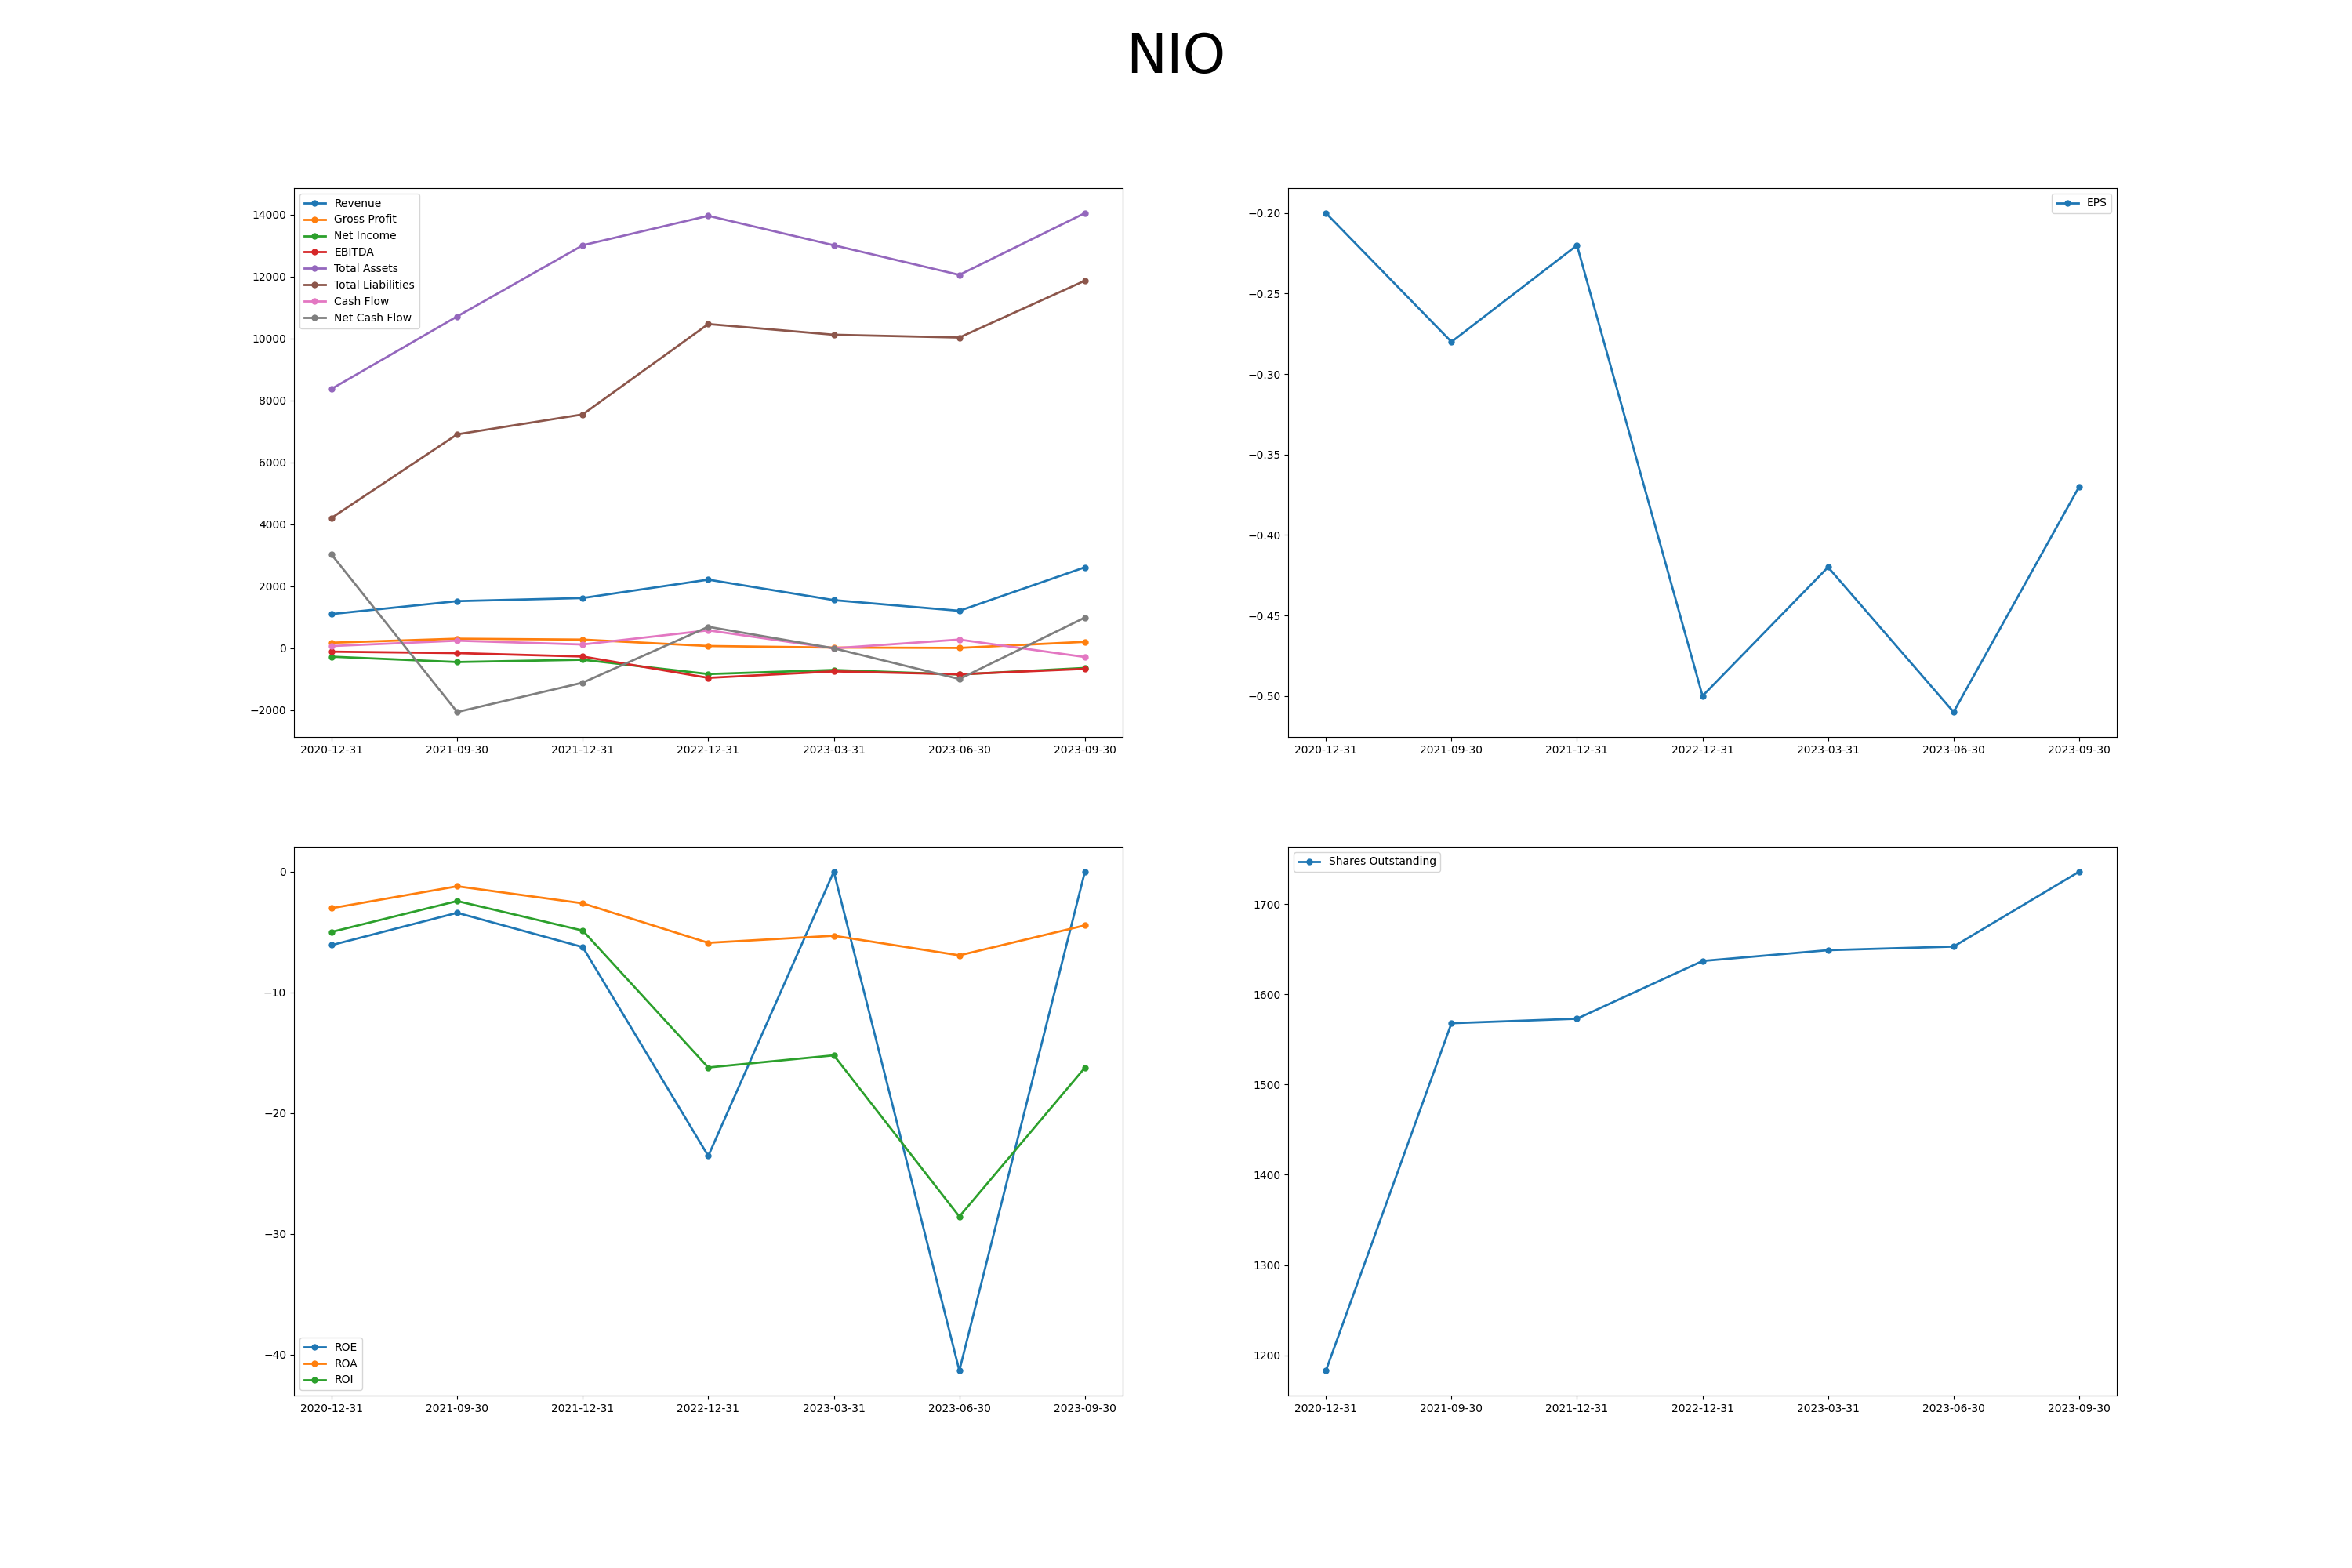 NIO
Revenue
Gross Profit
Net Income
EBITDA
Total Assets
Total Liabilities
Cash Flow
Net Cash Flow
14000
12000
10000
8000
6000
4000
2000
0
−2000
2020-12-31 2021-09-30 2021-12-31 2022-12-31 2023-03-31 2023-06-30 2023-09-30
EPS
−0.20
−0.25
−0.30
−0.35
−0.40
−0.45
−0.50
2020-12-31 2021-09-30 2021-12-31 2022-12-31 2023-03-31 2023-06-30 2023-09-30
0
−10
−20
−30
−40
ROE
ROA
ROI
2020-12-31 2021-09-30 2021-12-31 2022-12-31 2023-03-31 2023-06-30 2023-09-30
Shares Outstanding
1700
1600
1500
1400
1300
1200
2020-12-31 2021-09-30 2021-12-31 2022-12-31 2023-03-31 2023-06-30 2023-09-30